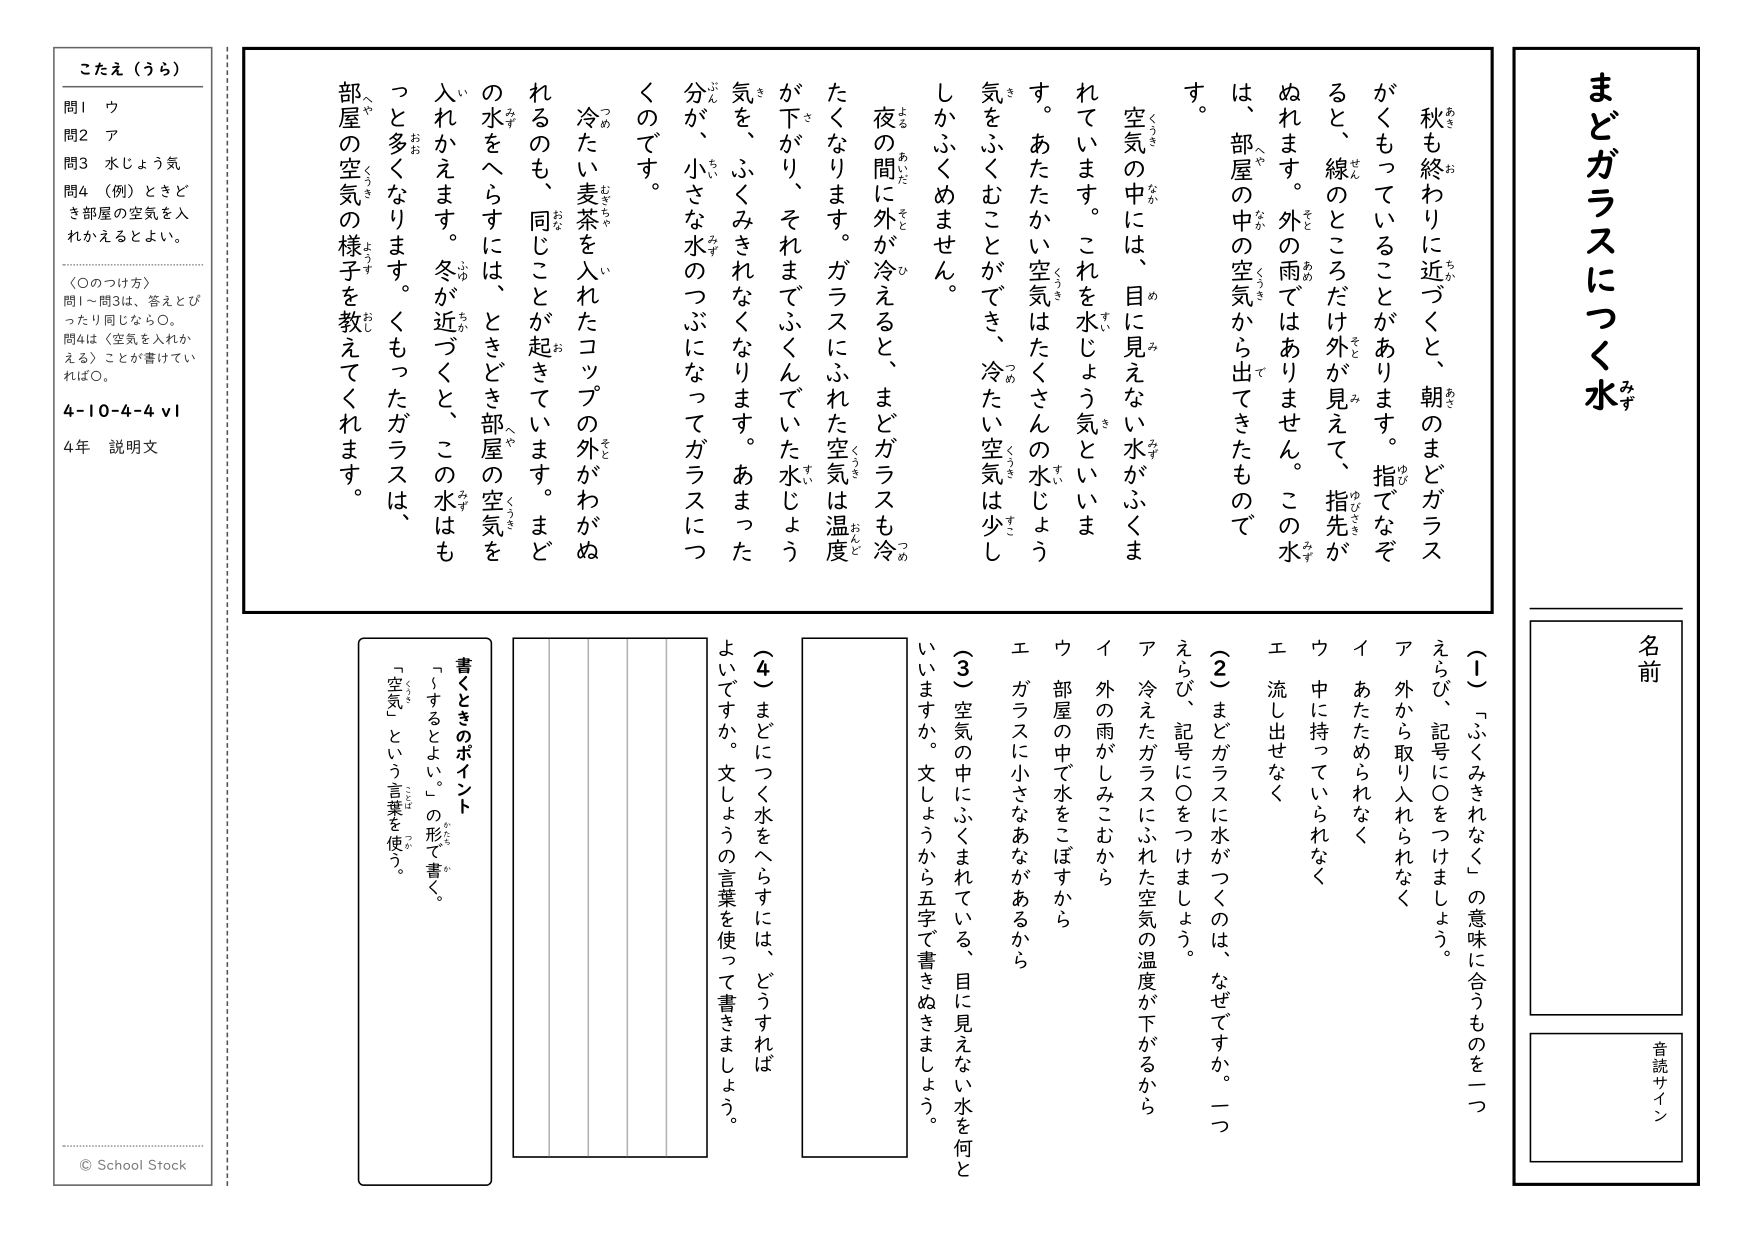 まどガラスにつく水
みず
名前
音読サイン
秋も終わりに近づくと、朝のまどガラス
がくもっていることがあります。指でなぞ
ると、線のところだけ外が見えて、指先が
ぬれます。外の雨ではありません。この水
は、部屋の中の空気から出てきたもので
す。
空気の中には、目に見えない水がふくま
れています。これを水じょう気といいま
す。あたたかい空気はたくさんの水じょう
気をふくむことができ、冷たい空気は少し
しかふくめません。
夜の間に外が冷えると、まどガラスも冷
たくなります。ガラスにふれた空気は温度
が下がり、それまでふくんでいた水じょう
気を、ふくみきれなくなります。あまった
分が、小さな水のつぶになってガラスにつ
くのです。
冷たい麦茶を入れたコップの外がわがぬ
れるのも、同じことが起きています。まど
の水をへらすには、ときどき部屋の空気を
入れかえます。冬が近づくと、この水はも
っと多くなります。くもったガラスは、
部屋の空気の様子を教えてくれます。
(1)「ふくみきれなく」の意味に合うものを一つ
えらび、記号に○をつけましょう。
ア 外から取り入れられなく
イ あたためられなく
ウ 中に持っていられなく
エ 流し出せなく
(2)まどガラスに水がつくのは、なぜですか。一つ
えらび、記号に○をつけましょう。
ア 冷えたガラスにふれた空気の温度が下がるから
イ 外の雨がしみこむから
ウ 部屋の中で水をこぼすから
エ ガラスに小さなあながあるから
(3)空気の中にふくまれている、目に見えない水を何と
いいますか。文しょうから五字で書きぬきましょう。
(4)まどにつく水をへらすには、どうすれば
よいですか。文しょうの言葉を使って書きましょう。
書くときのポイント
「~するとよい。」の形で書く。
「空気」という言葉を使う。
こたえ(うら)
問1 ウ
問2 ア
問3 水じょう気
問4 (例)ときど
き部屋の空気を入
れかえるとよい。
〈○のつけ方〉
問1~問3は、答えとぴ
ったり同じなら○。
問4は〈空気を入れか
える〉ことが書けてい
れば○。
4-10-4-4 v1
4年 説明文
© School Stock